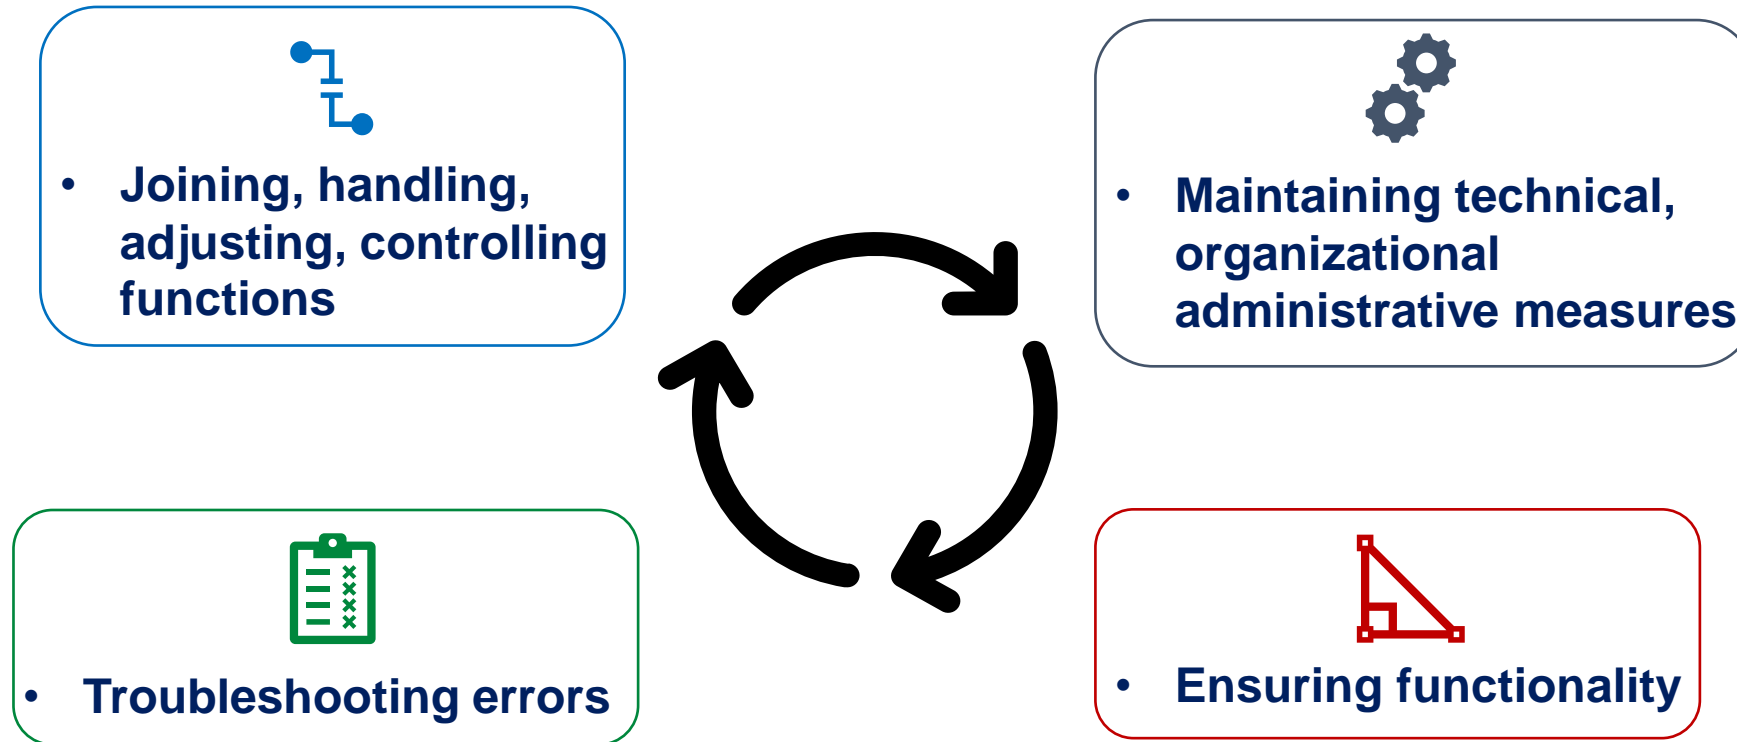 • Joining, handling,
adjusting, controlling
functions
• Maintaining technical,
organizational
administrative measures
• Troubleshooting errors
• Ensuring functionality